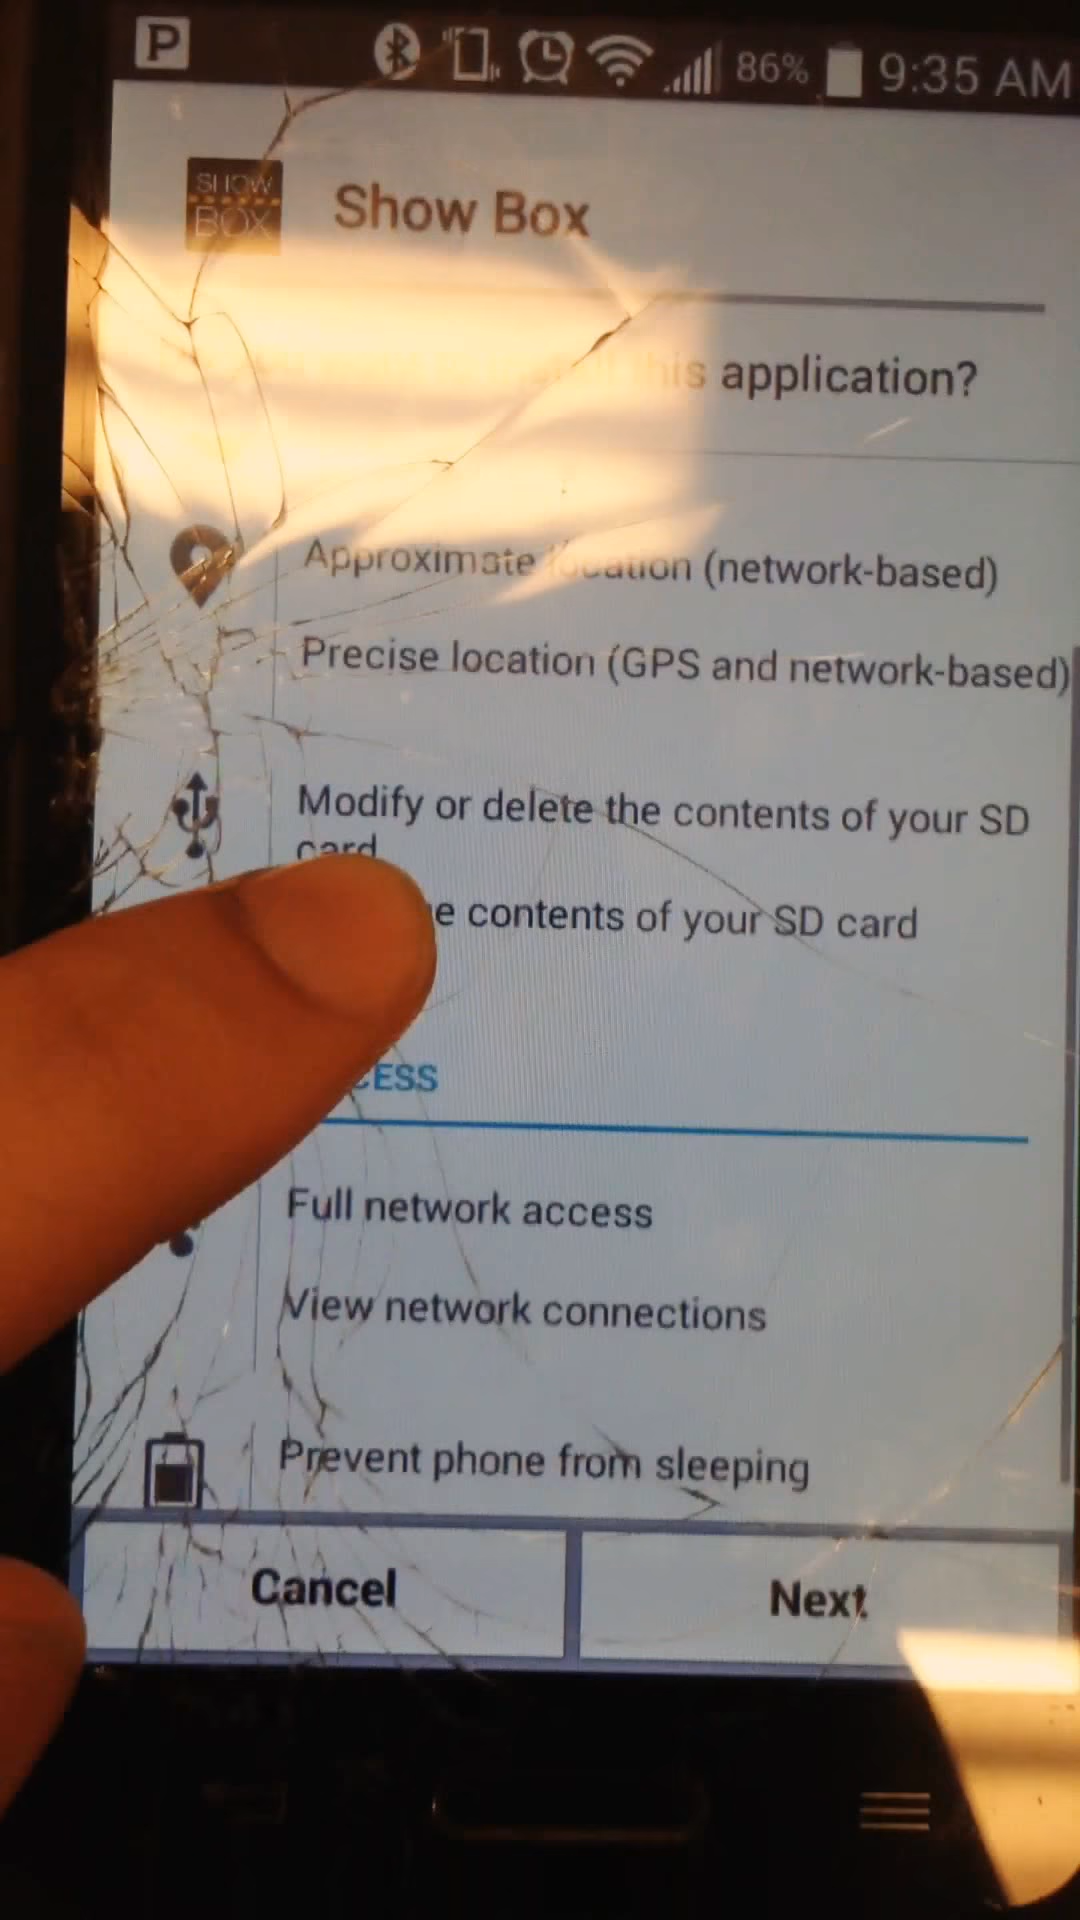 P 86% 9:35 AM
SHOW
BOX
Show Box
this application?
Approximate location (network-based)
Precise location (GPS and network-based)
Modify or delete the contents of your SD
card
contents of your SD card
Full network access
View network connections
Prevent phone from sleeping
Cancel Next